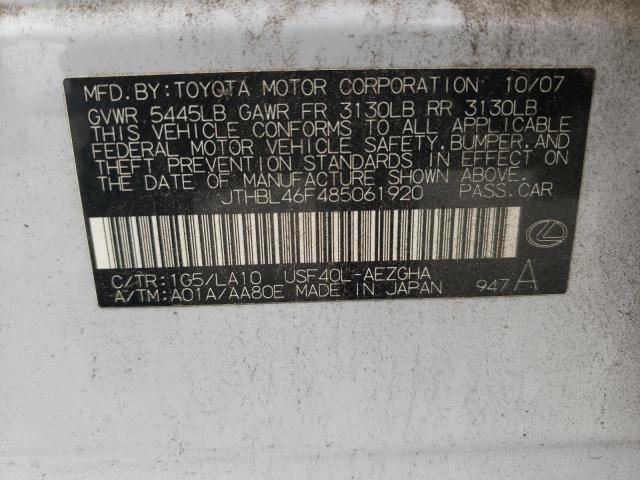 MFD. BY: TOYOTA MOTOR CORPORATION 10/07
GVWR 5445LB GAWR FR 3130LB RR 3130LB
THIS VEHICLE CONFORMS TO ALL APPLICABLE
FEDERAL MOTOR VEHICLE SAFETY, BUMPER, AND
THEFT PREVENTION STANDARDS IN EFFECT ON
THE DATE OF MANUFACTURE SHOWN ABOVE.
JTHBL46F485061920 PASS. CAR
C/TR: 1G5/LA10 USF40L-AEZGHA
A/TM: A01A/AA80E MADE IN JAPAN 947 A